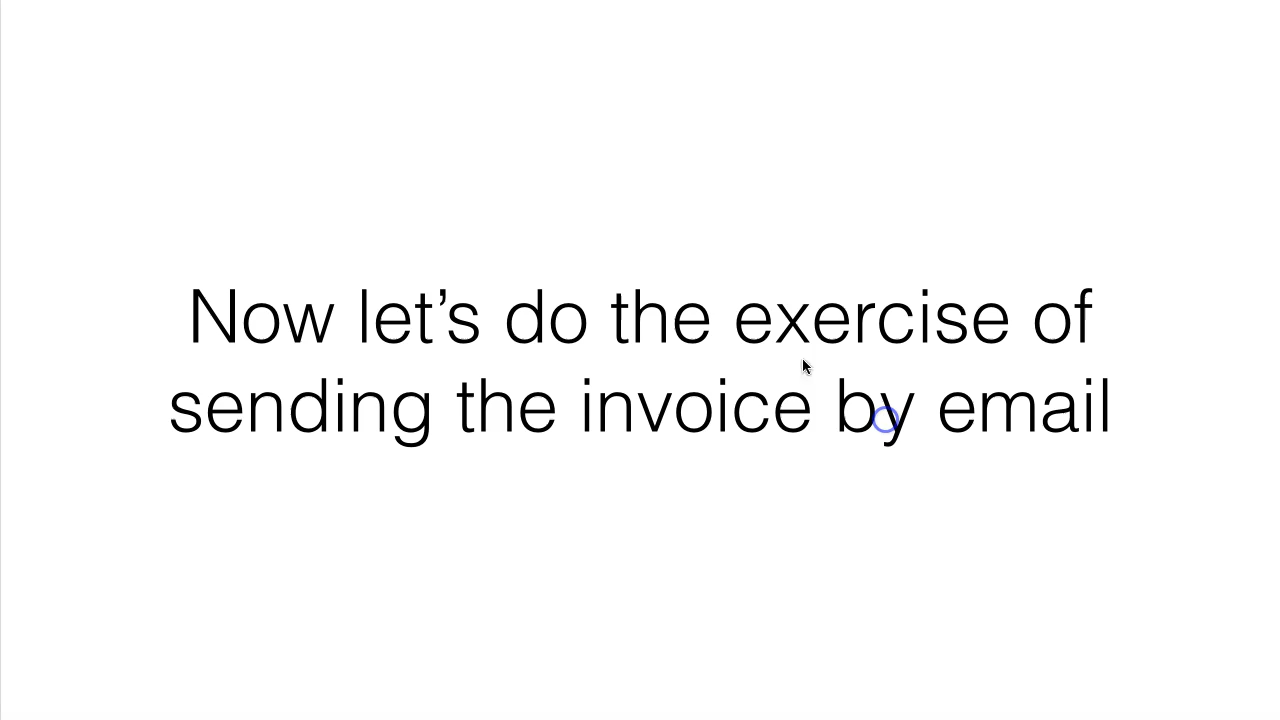 Now let’s do the exercise of
sending the invoice by email